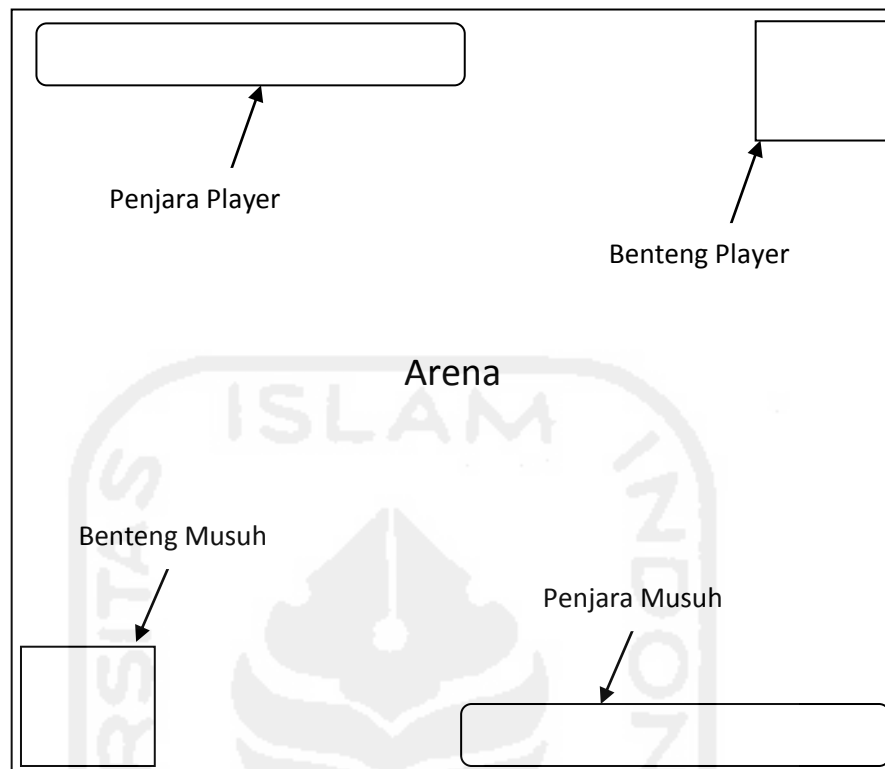 Penjara Player
Benteng Player
Arena
ISLAM
Benteng Musuh
Penjara Musuh